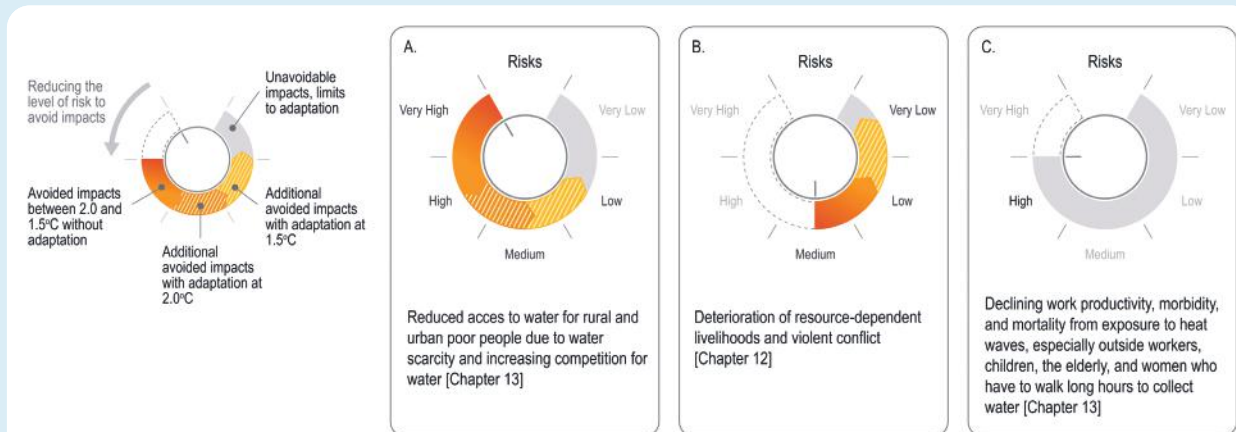 Reducing the
level of risk to
avoid impacts
Unavoidable
impacts, limits
to adaptation
Avoided impacts
between 2.0 and
1.5°C without
adaptation
Additional
avoided impacts
with adaptation at
2.0°C
Additional
avoided impacts
with adaptation at
1.5°C
A.
Risks
Very High
Very Low
High
Low
Medium
Reduced acces to water for rural and
urban poor people due to water
scarcity and increasing competition for
water [Chapter 13]
B.
Risks
Very High
Very Low
High
Low
Medium
Deterioration of resource-dependent
livelihoods and violent conflict
[Chapter 12]
C.
Risks
Very High
Very Low
High
Low
Medium
Declining work productivity, morbidity,
and mortality from exposure to heat
waves, especially outside workers,
children, the elderly, and women who
have to walk long hours to collect
water [Chapter 13]